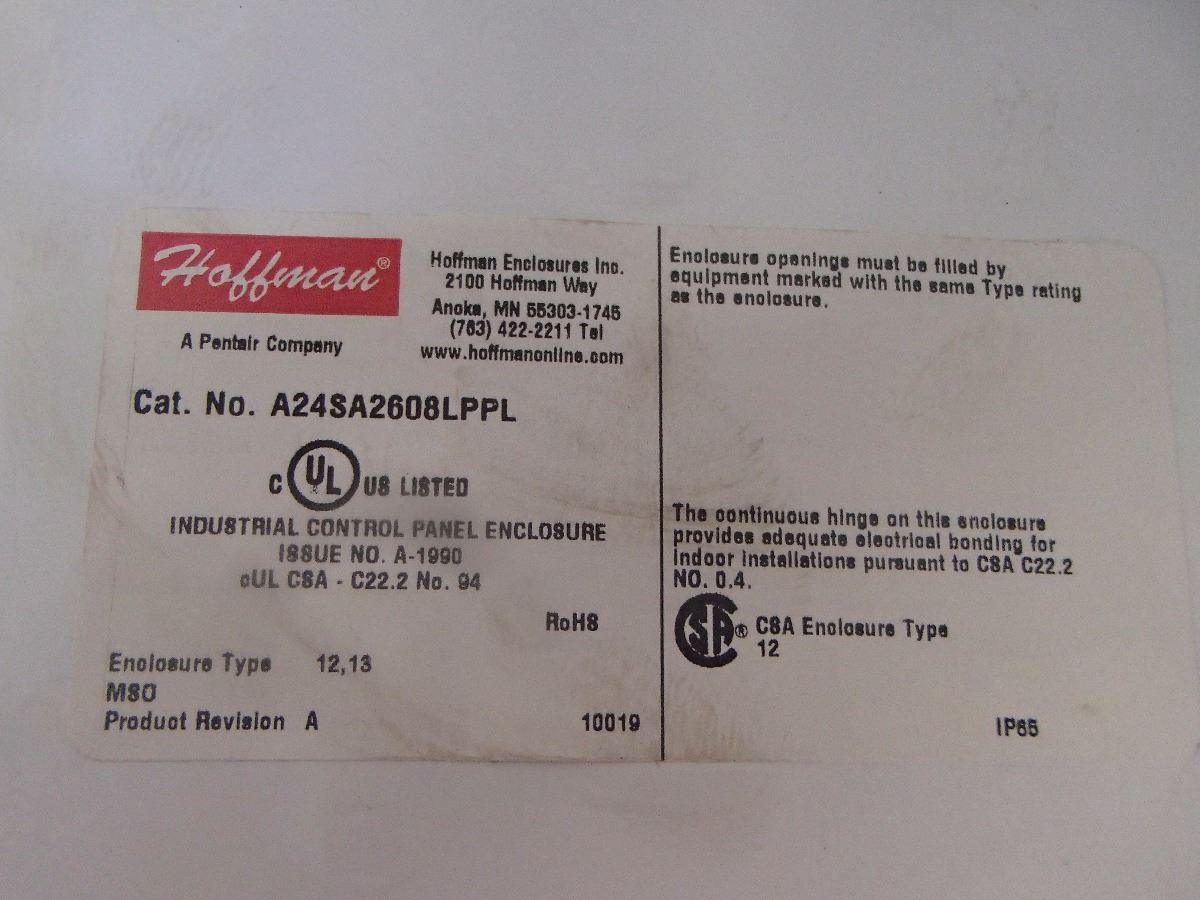 Hoffman®
A Pentair Company
Hoffman Enclosures Inc.
2100 Hoffman Way
Anoka, MN 55303-1745
(763) 422-2211 Tel
www.hoffmanonline.com
Cat. No. A24SA2608LPPL
C UL US LISTED
INDUSTRIAL CONTROL PANEL ENCLOSURE
ISSUE NO. A-1990
cUL CSA - C22.2 No. 94
RoHS
Enclosure Type 12,13
MSO
Product Revision A 10019
Enclosure openings must be filled by
equipment marked with the same Type rating
as the enclosure.
The continuous hinge on this enclosure
provides adequate electrical bonding for
indoor installations pursuant to CSA C22.2
NO. 0.4.
CSA® CSA Enclosure Type
12
IP65